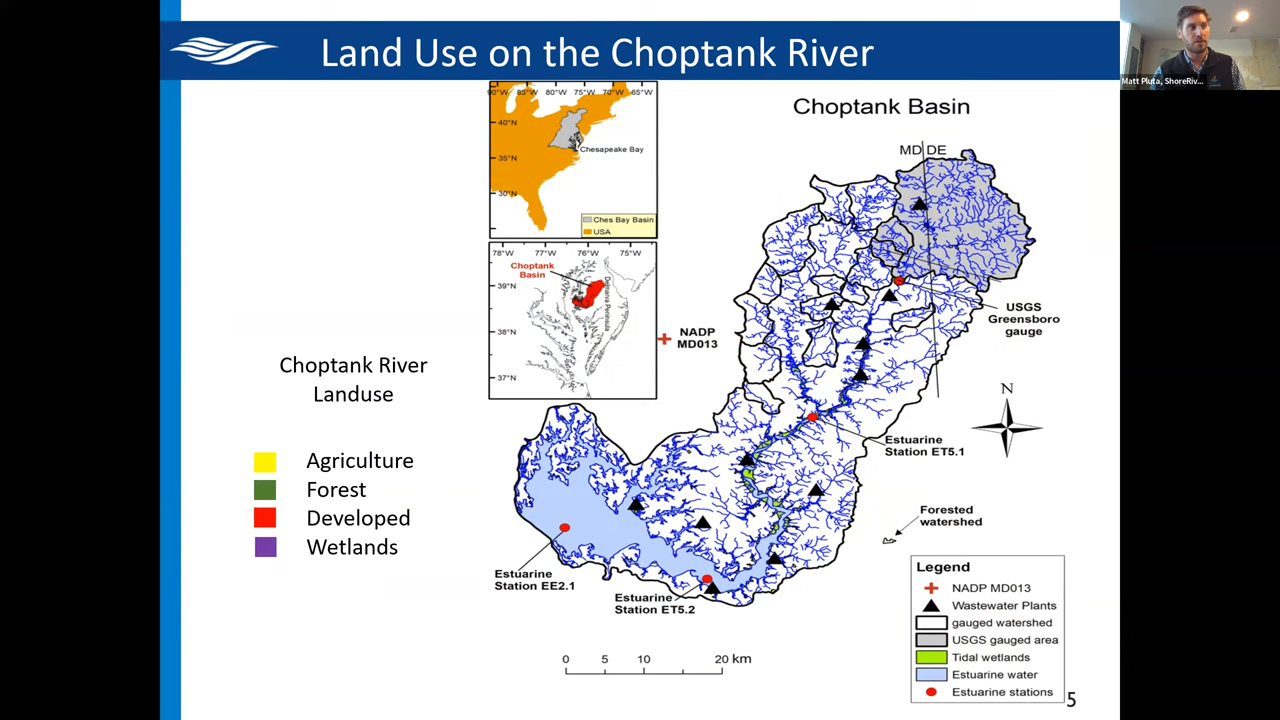 Land Use on the Choptank River
Matt Pluta, ShoreRiv...
90°W 85°W 80°W 75°W 70°W 65°W
40°N
35°N
30°N
Chesapeake Bay
Ches Bay Basin
USA
78°W 77°W 76°W 75°W
39°N
38°N
37°N
Choptank
Basin
Delmarva Peninsula
NADP
MD013
Choptank Basin
MD DE
USGS
Greensboro
gauge
Estuarine
Station ET5.1
N
Forested
watershed
Estuarine
Station EE2.1
Estuarine
Station ET5.2
0 5 10 20 km
Choptank River
Landuse
Agriculture
Forest
Developed
Wetlands
Legend
NADP MD013
Wastewater Plants
gauged watershed
USGS gauged area
Tidal wetlands
Estuarine water
Estuarine stations
5